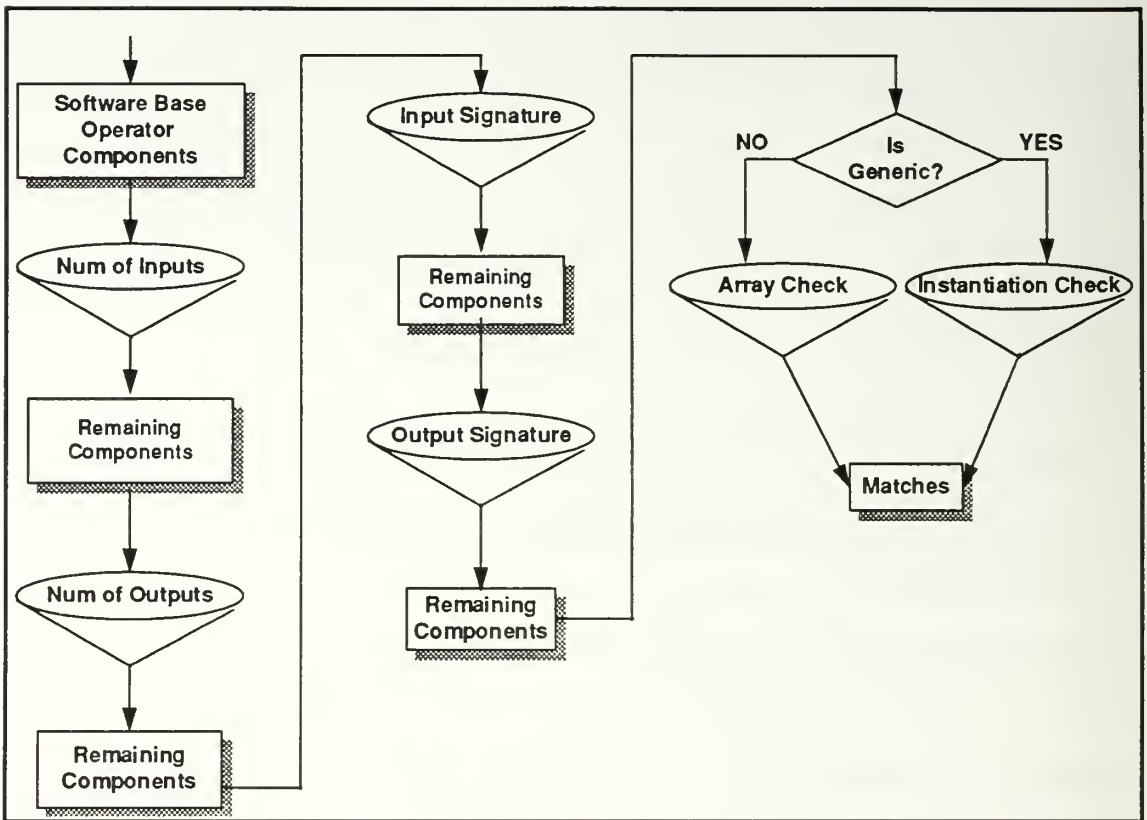 Software Base
Operator
Components
Num of Inputs
Remaining
Components
Num of Outputs
Remaining
Components
Input Signature
Remaining
Components
Output Signature
Remaining
Components
Is
Generic?
NO
YES
Array Check
Instantiation Check
Matches